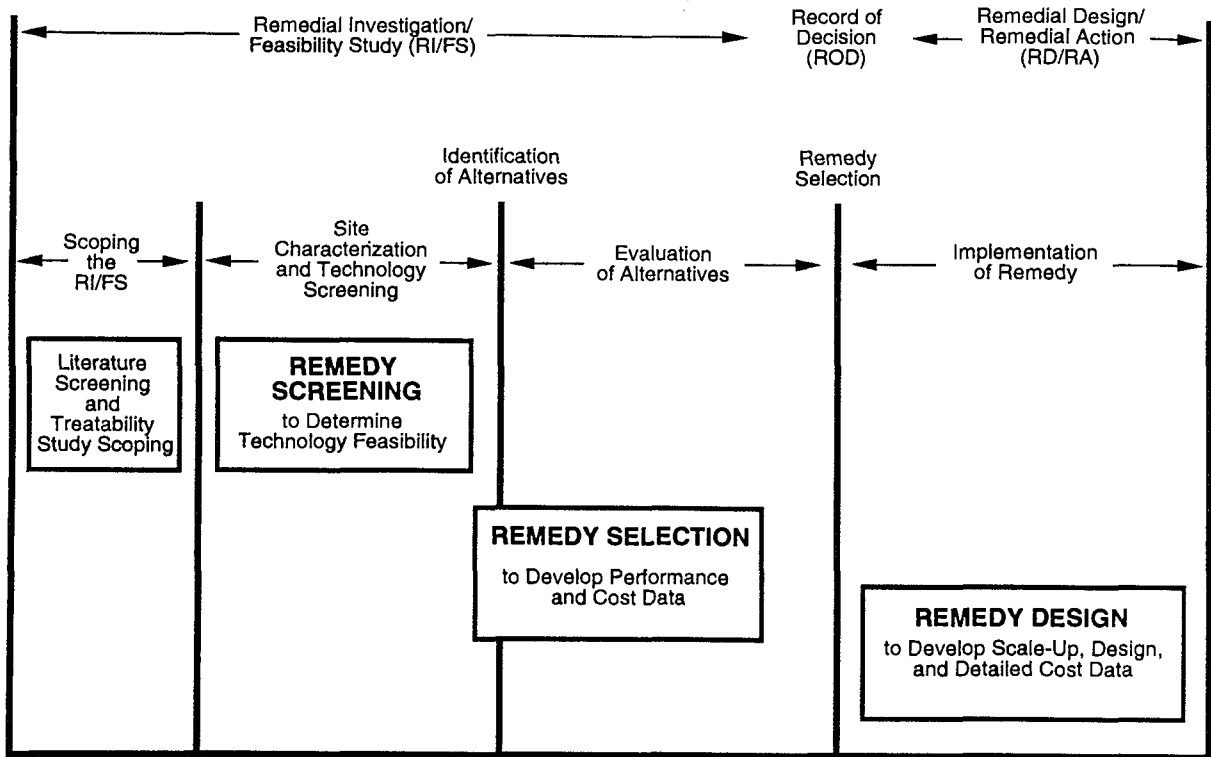 Remedial Investigation/
Feasibility Study (RI/FS)
Record of
Decision
(ROD)
Remedial Design/
Remedial Action
(RD/RA)
Identification
of Alternatives
Remedy
Selection
Scoping
the
RI/FS
Site
Characterization
and Technology
Screening
Evaluation
of Alternatives
Implementation
of Remedy
Literature
Screening
and
Treatability
Study Scoping
REMEDY
SCREENING
to Determine
Technology Feasibility
REMEDY SELECTION
to Develop Performance
and Cost Data
REMEDY DESIGN
to Develop Scale-Up, Design,
and Detailed Cost Data